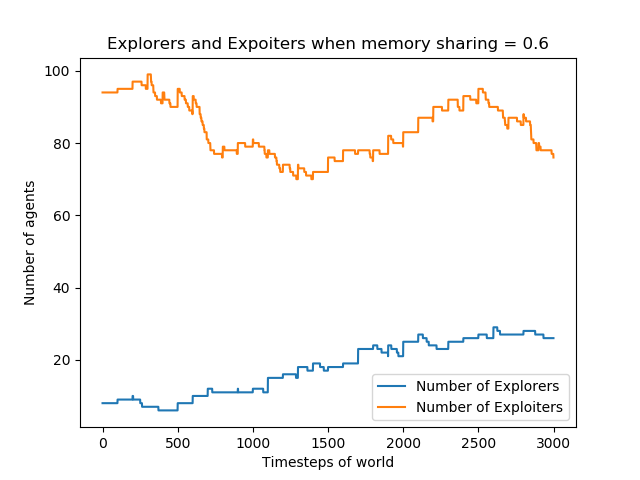 Explorers and Expoiters when memory sharing = 0.6
100
80
60
40
20
Number of agents
0 500 1000 1500 2000 2500 3000
Timesteps of world
Number of Explorers
Number of Exploiters